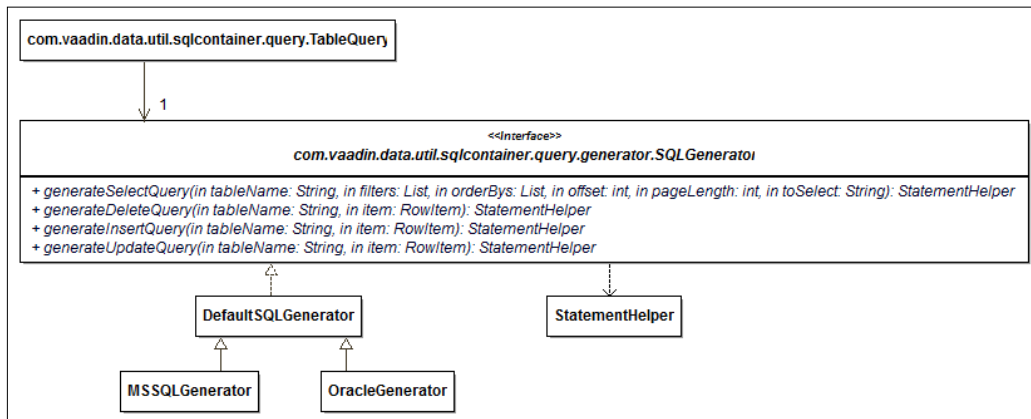 com.vaadin.data.util.sqlcontainer.query.TableQuery
1
<<Interface>>
com.vaadin.data.util.sqlcontainer.query.generator.SQLGenerator
+ generateSelectQuery(in tableName: String, in filters: List, in orderBys: List, in offset: int, in pageLength: int, in toSelect: String): StatementHelper
+ generateDeleteQuery(in tableName: String, in item: RowItem): StatementHelper
+ generateInsertQuery(in tableName: String, in item: RowItem): StatementHelper
+ generateUpdateQuery(in tableName: String, in item: RowItem): StatementHelper
DefaultSQLGenerator
StatementHelper
MSSQLGenerator
OracleGenerator